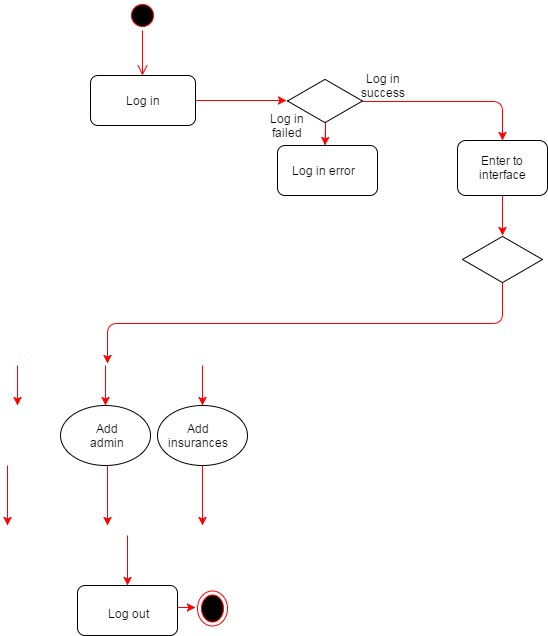 Log in
Log in
success
Log in
failed
Log in error
Enter to
interface
Add
admin
Add
insurances
Log out